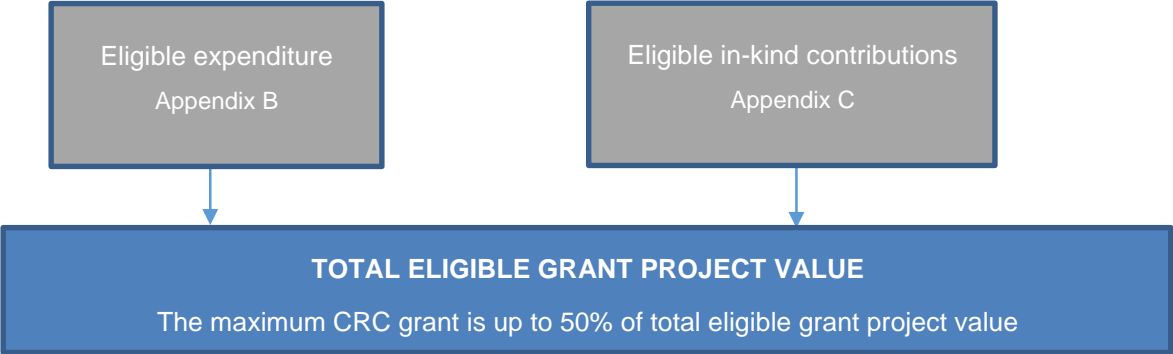 Eligible expenditure
Appendix B
Eligible in-kind contributions
Appendix C
TOTAL ELIGIBLE GRANT PROJECT VALUE
The maximum CRC grant is up to 50% of total eligible grant project value